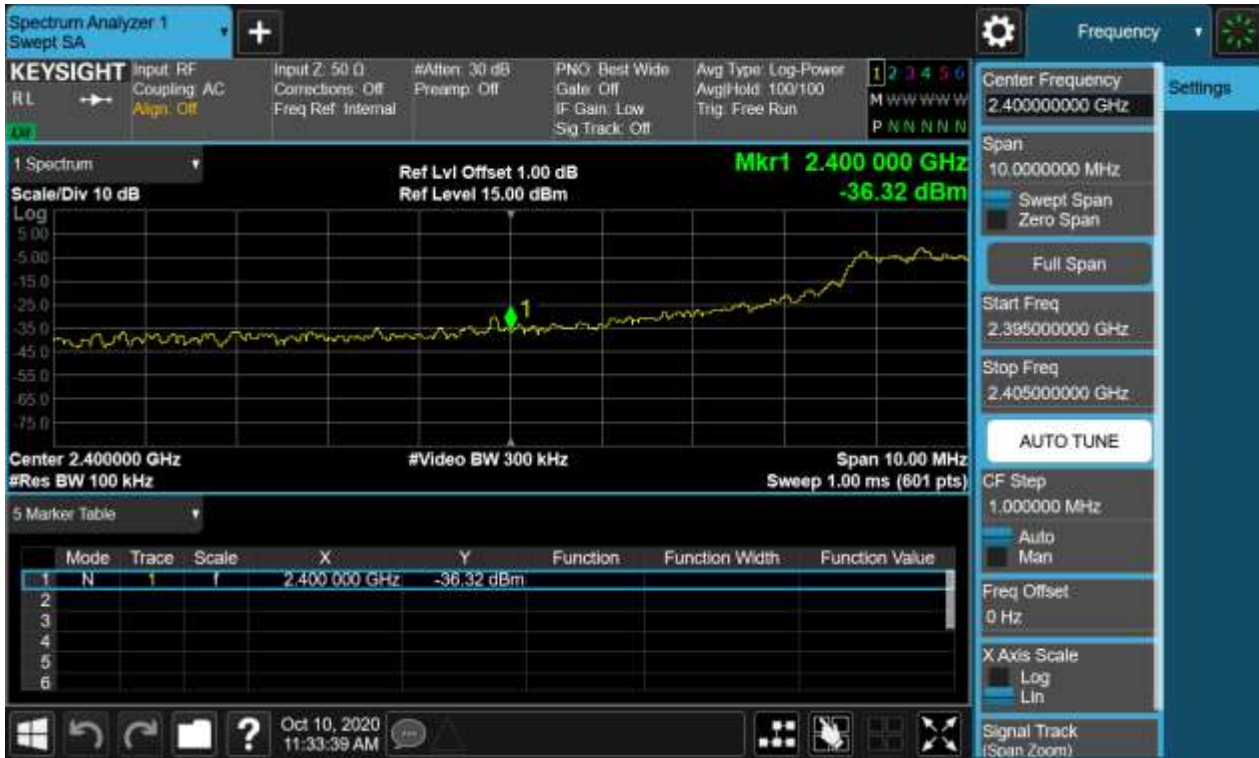 Spectrum Analyzer 1
Swept SA
+
Frequency
KEYSIGHT
RL
Input: RF
Coupling: AC
Align: Off
Input Z: 50 Ω
Corrections: Off
Freq Ref: Internal
#Atten: 30 dB
Preamp: Off
PNO: Best Wide
Gate: Off
IF Gain: Low
Sig Track: Off
Avg Type: Log-Power
Avg|Hold: 100/100
Trig: Free Run
1 2 3 4 5 6
M W W W W W
P N N N N N
1 Spectrum
Scale/Div 10 dB
Ref Lvl Offset 1.00 dB
Ref Level 15.00 dBm
Mkr1 2.400 000 GHz
-36.32 dBm
Log
5.00
-5.00
-15.0
-25.0
-35.0
-45.0
-55.0
-65.0
-75.0
1
Center 2.400000 GHz
#Video BW 300 kHz
Span 10.00 MHz
#Res BW 100 kHz
Sweep 1.00 ms (601 pts)
5 Marker Table
Mode Trace Scale X Y Function Function Width Function Value
1 N 1 f 2.400 000 GHz -36.32 dBm
2
3
4
5
6
?
Oct 10, 2020
11:33:39 AM
Center Frequency
2.400000000 GHz
Settings
Span
10.0000000 MHz
Swept Span
Zero Span
Full Span
Start Freq
2.395000000 GHz
Stop Freq
2.405000000 GHz
AUTO TUNE
CF Step
1.000000 MHz
Auto
Man
Freq Offset
0 Hz
X Axis Scale
Log
Lin
Signal Track
(Span Zoom)